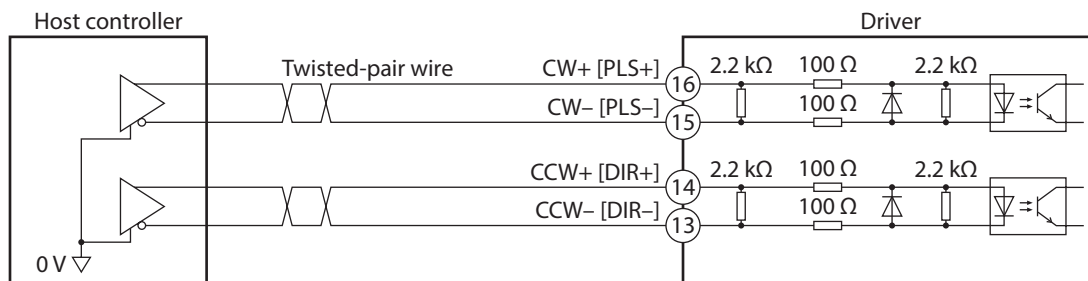 Host controller
Driver
Twisted-pair wire
CW+ [PLS+]
16
2.2 kΩ
100 Ω
2.2 kΩ
CW– [PLS–]
15
100 Ω
CCW+ [DIR+]
14
2.2 kΩ
100 Ω
2.2 kΩ
CCW– [DIR–]
13
100 Ω
0 V